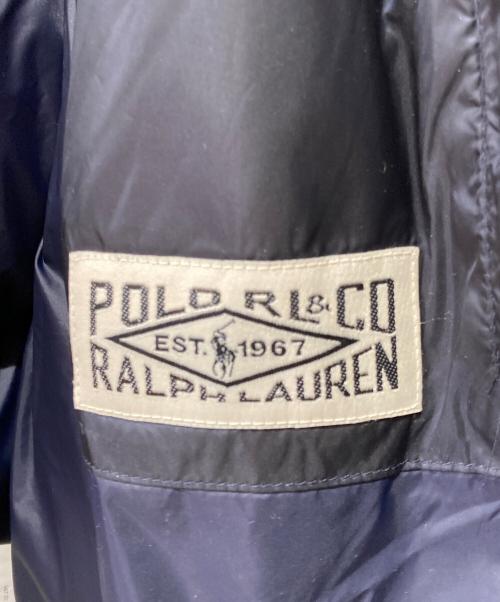 POLO RL& CO
EST. 1967
RALPH LAUREN